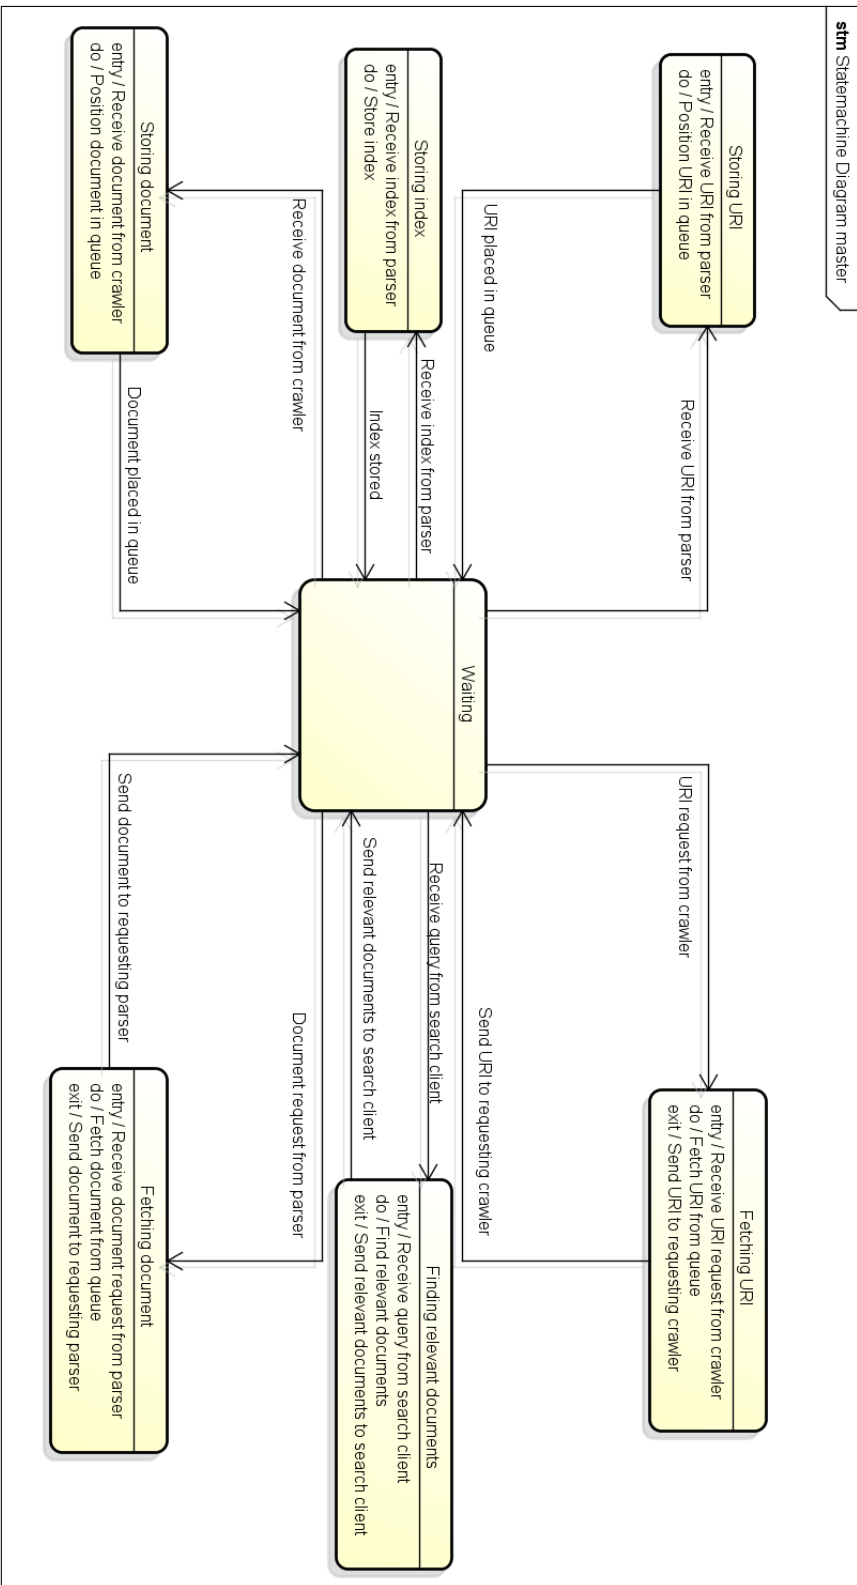 stm Statemachine Diagram master
Storing URI
entry / Receive URI from parser
do / Position URI in queue
Receive URI from parser
URI placed in queue
URI request from crawler
Send URI to requesting crawler
Fetching URI
entry / Receive URI request from crawler
do / Fetch URI from queue
exit / Send URI to requesting crawler
Storing index
entry / Receive index from parser
do / Store index
Receive index from parser
Index stored
Waiting
Receive query from search client
Send relevant documents to search client
Finding relevant documents
entry / Receive query from search client
do / Find relevant documents
exit / Send relevant documents to search client
Storing document
entry / Receive document from crawler
do / Position document in queue
Receive document from crawler
Document placed in queue
Document request from parser
Send document to requesting parser
Fetching document
entry / Receive document request from parser
do / Fetch document from queue
exit / Send document to requesting parser